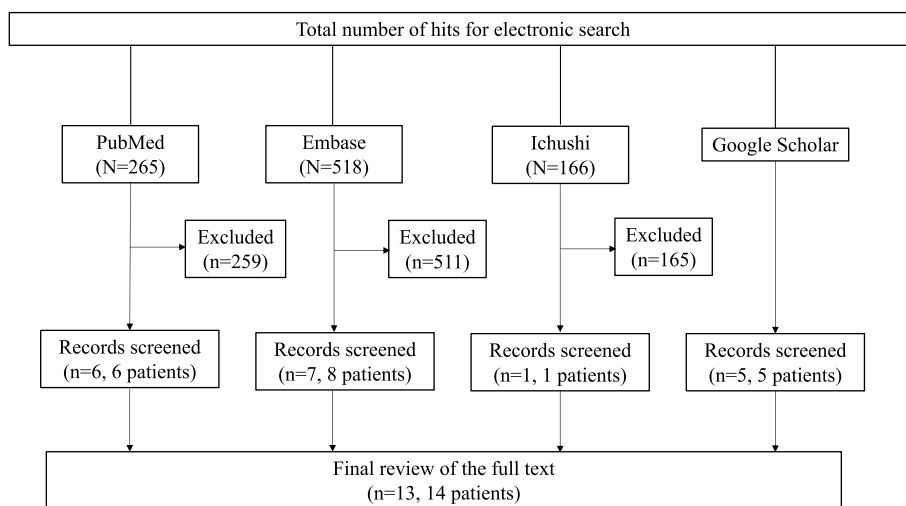 Total number of hits for electronic search
PubMed
(N=265)
Embase
(N=518)
Ichushi
(N=166)
Google Scholar
Excluded
(n=259)
Excluded
(n=511)
Excluded
(n=165)
Records screened
(n=6, 6 patients)
Records screened
(n=7, 8 patients)
Records screened
(n=1, 1 patients)
Records screened
(n=5, 5 patients)
Final review of the full text
(n=13, 14 patients)